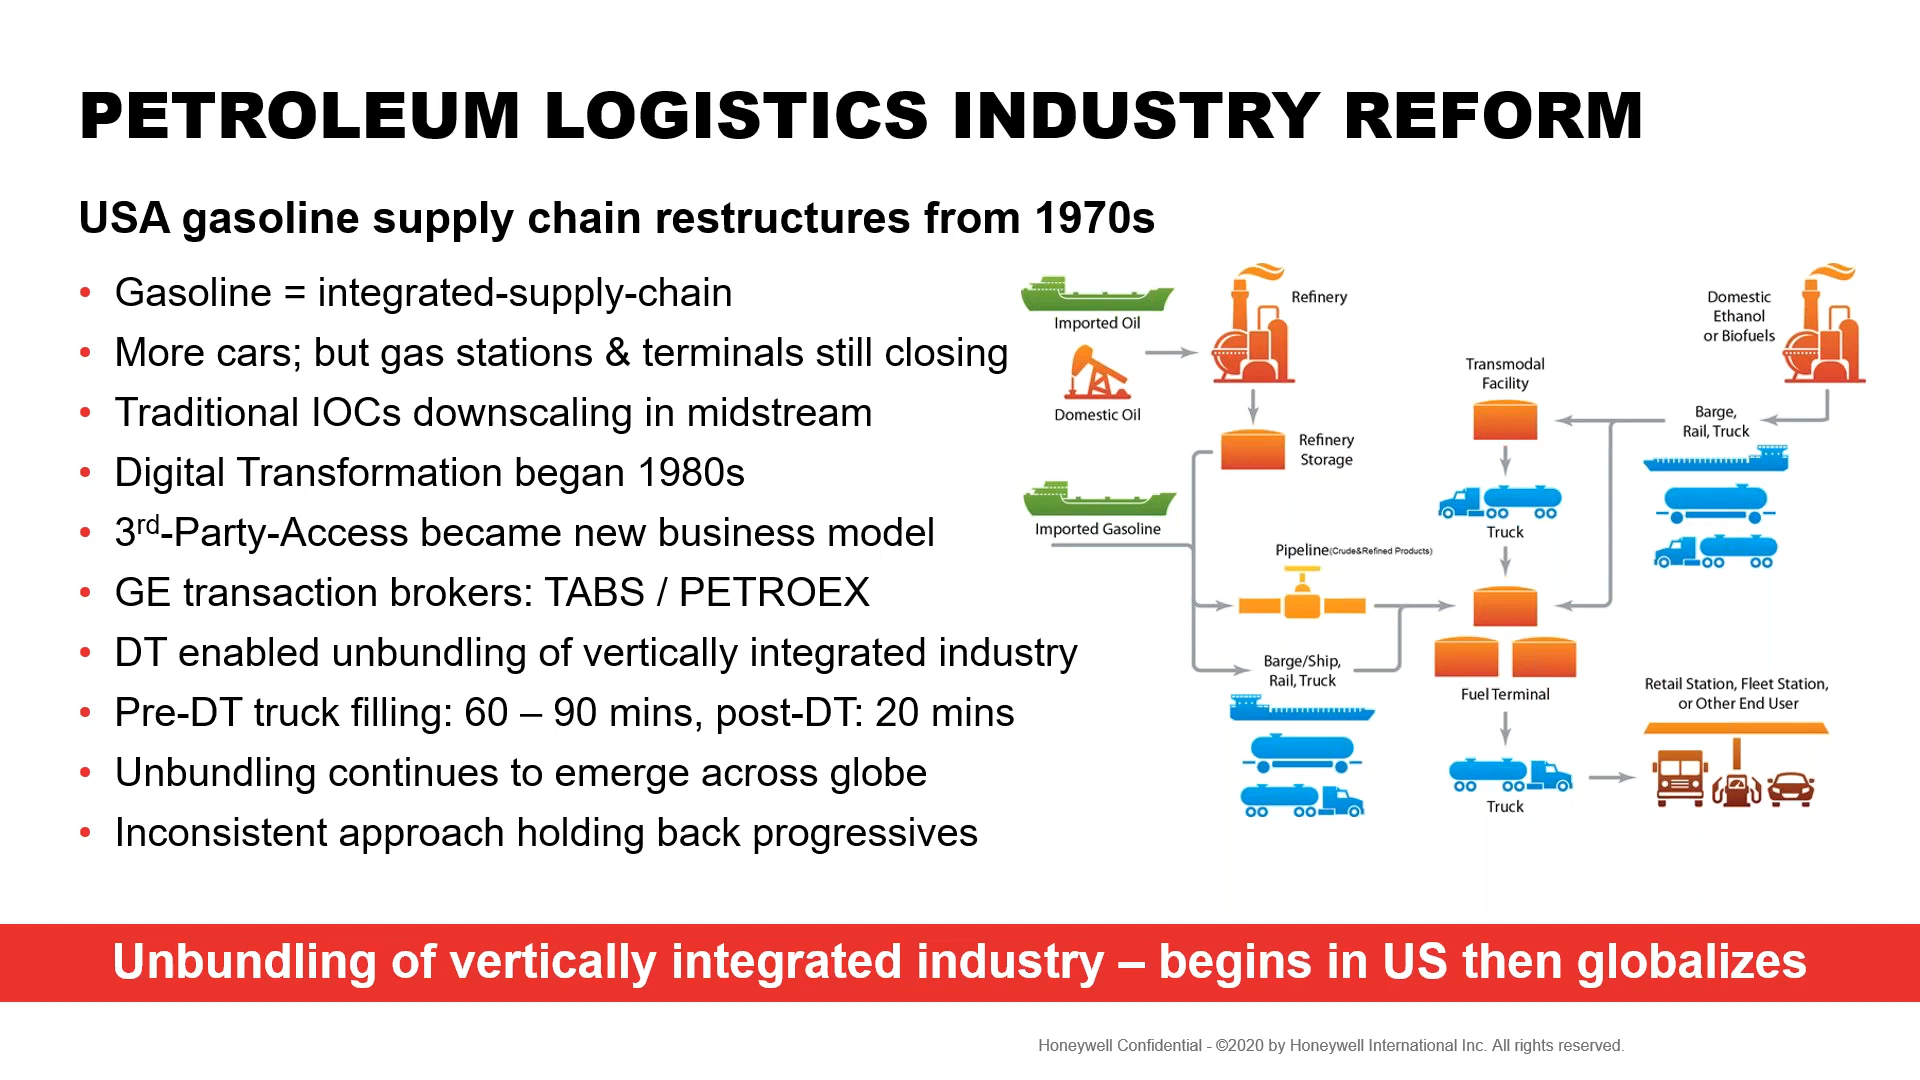 PETROLEUM LOGISTICS INDUSTRY REFORM
USA gasoline supply chain restructures from 1970s
• Gasoline = integrated-supply-chain
• More cars; but gas stations & terminals still closing
• Traditional IOCs downscaling in midstream
• Digital Transformation began 1980s
• 3rd-Party-Access became new business model
• GE transaction brokers: TABS / PETROEX
• DT enabled unbundling of vertically integrated industry
• Pre-DT truck filling: 60 – 90 mins, post-DT: 20 mins
• Unbundling continues to emerge across globe
• Inconsistent approach holding back progressives
Imported Oil
Refinery
Domestic Oil
Refinery
Storage
Imported Gasoline
Pipeline(Crude&Refined Products)
Barge/Ship,
Rail, Truck
Transmodal
Facility
Truck
Fuel Terminal
Truck
Domestic
Ethanol
or Biofuels
Barge,
Rail, Truck
Retail Station, Fleet Station,
or Other End User
Unbundling of vertically integrated industry – begins in US then globalizes
Honeywell Confidential - ©2020 by Honeywell International Inc. All rights reserved.